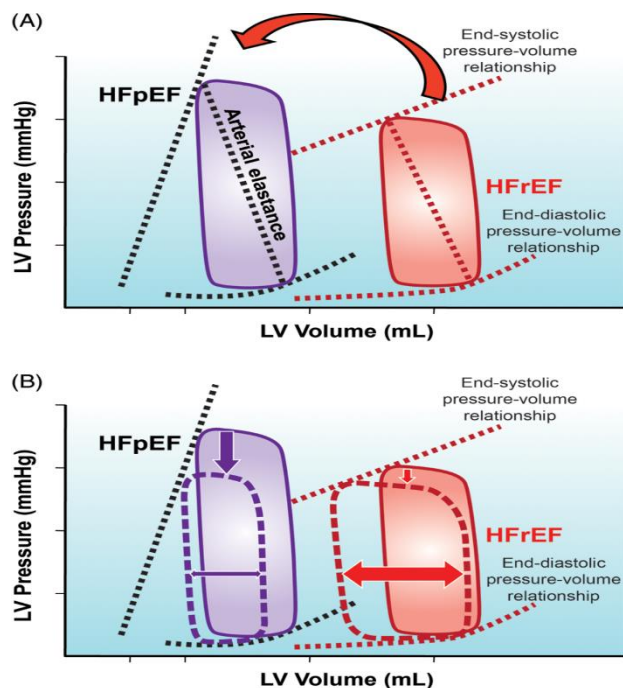 (A)
End-systolic
pressure-volume
relationship
HFpEF
Arterial elastance
HFrEF
End-diastolic
pressure-volume
relationship
LV Pressure (mmHg)
LV Volume (mL)
(B)
End-systolic
pressure-volume
relationship
HFpEF
HFrEF
End-diastolic
pressure-volume
relationship
LV Pressure (mmHg)
LV Volume (mL)